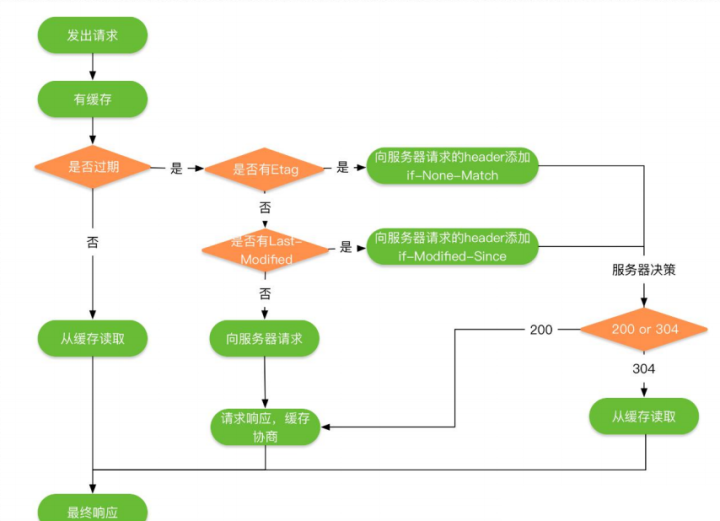 发出请求
有缓存
是否过期
是
是否有Etag
是
向服务器请求的header添加
if-None-Match
否
否
是否有Last-
Modified
是
向服务器请求的header添加
if-Modified-Since
服务器决策
否
从缓存读取
向服务器请求
200
200 or 304
304
请求响应，缓存
协商
从缓存读取
最终响应